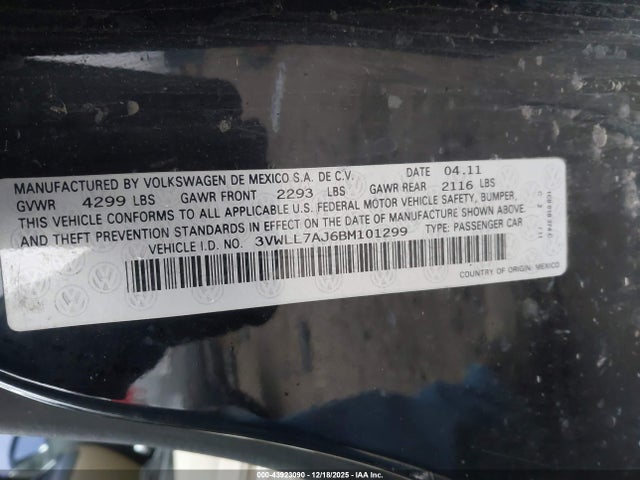 MANUFACTURED BY VOLKSWAGEN DE MEXICO S.A. DE C.V. DATE 04.11
GVWR 4299 LBS GAWR FRONT 2293 LBS GAWR REAR 2116 LBS
THIS VEHICLE CONFORMS TO ALL APPLICABLE U.S. FEDERAL MOTOR VEHICLE SAFETY, BUMPER,
AND THEFT PREVENTION STANDARDS IN EFFECT ON THE DATE OF MANUFACTURE SHOWN ABOVE.
VEHICLE I.D. NO. 3VWLL7AJ6BM101299 TYPE: PASSENGER CAR
COUNTRY OF ORIGIN: MEXICO
000-43923090 - 12/18/2025 - IAAI.com